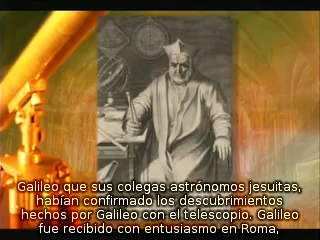 Galileo que sus colegas astrónomos jesuitas,
habían confirmado los descubrimientos
hechos por Galileo con el telescopio. Galileo
fue recibido con entusiasmo en Roma,